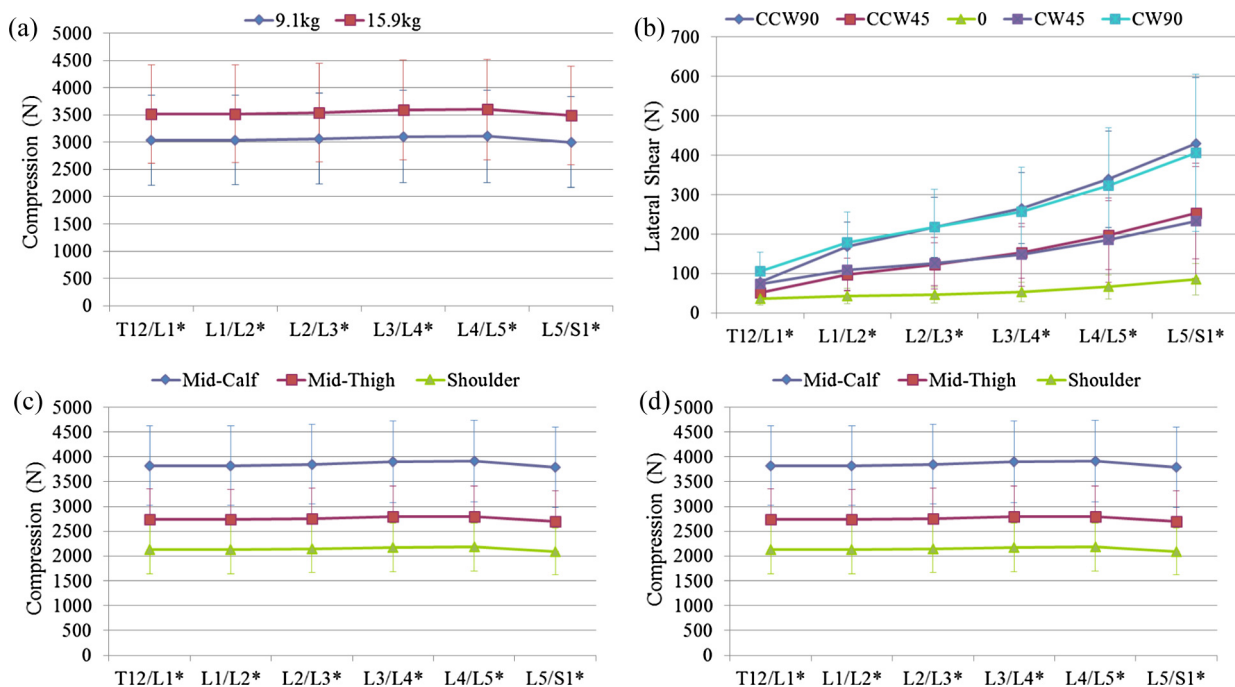 (a)
9.1kg 15.9kg
Compression (N)
5000
4500
4000
3500
3000
2500
2000
1500
1000
500
0
T12/L1* L1/L2* L2/L3* L3/L4* L4/L5* L5/S1*
(b)
CCW90 CCW45 0 CW45 CW90
Lateral Shear (N)
700
600
500
400
300
200
100
0
T12/L1* L1/L2* L2/L3* L3/L4* L4/L5* L5/S1*
(c)
Mid-Calf Mid-Thigh Shoulder
Compression (N)
5000
4500
4000
3500
3000
2500
2000
1500
1000
500
0
T12/L1* L1/L2* L2/L3* L3/L4* L4/L5* L5/S1*
(d)
Mid-Calf Mid-Thigh Shoulder
Compression (N)
5000
4500
4000
3500
3000
2500
2000
1500
1000
500
0
T12/L1* L1/L2* L2/L3* L3/L4* L4/L5* L5/S1*